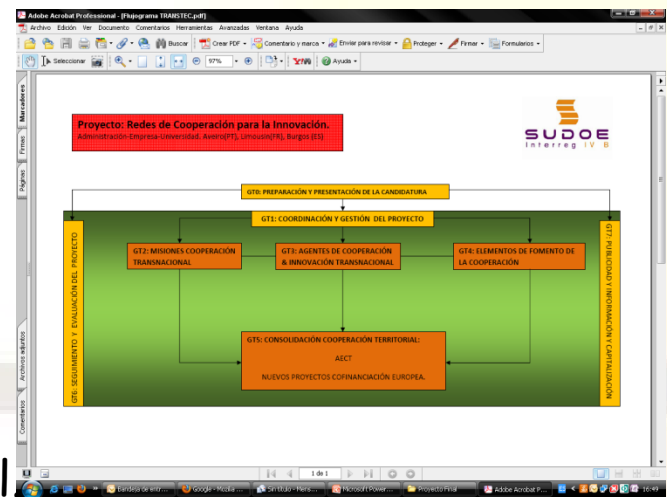 Adobe Acrobat Professional - [Flujograma TRANSTEC.pdf]
Archivo Edición Ver Documento Comentarios Herramientas Avanzadas Ventana Ayuda
Buscar Crear PDF Comentario y marca Enviar para revisar Proteger Firmar Formularios
Seleccionar 97% Ayuda
Marcadores
Firmas
Páginas
Archivos adjuntos
Comentarios
Proyecto: Redes de Cooperación para la Innovación.
Administración-Empresa-Universidad, Aveiro(PT), Limousin(FR), Burgos (ES)
SUDOE
Interreg IV B
GT0: PREPARACIÓN Y PRESENTACIÓN DE LA CANDIDATURA
GT1: COORDINACIÓN Y GESTIÓN DEL PROYECTO
GT2: MISIONES COOPERACIÓN
TRANSNACIONAL
GT3: AGENTES DE COOPERACIÓN
& INNOVACIÓN TRANSNACIONAL
GT4: ELEMENTOS DE FOMENTO DE
LA COOPERACIÓN
GT5: CONSOLIDACIÓN COOPERACIÓN TERRITORIAL:
AECT
NUEVOS PROYECTOS COFINANCIACIÓN EUROPEA.
GT6: SEGUIMIENTO Y EVALUACIÓN DEL PROYECTO
GT7: PUBLICIDAD Y INFORMACIÓN Y CAPITALIZACIÓN
1 de 1
Bandeja de entr... Google - Mozilla ... Sin título - Mens... Microsoft Power... Proyecto Final Adobe Acrobat P... ES 16:49